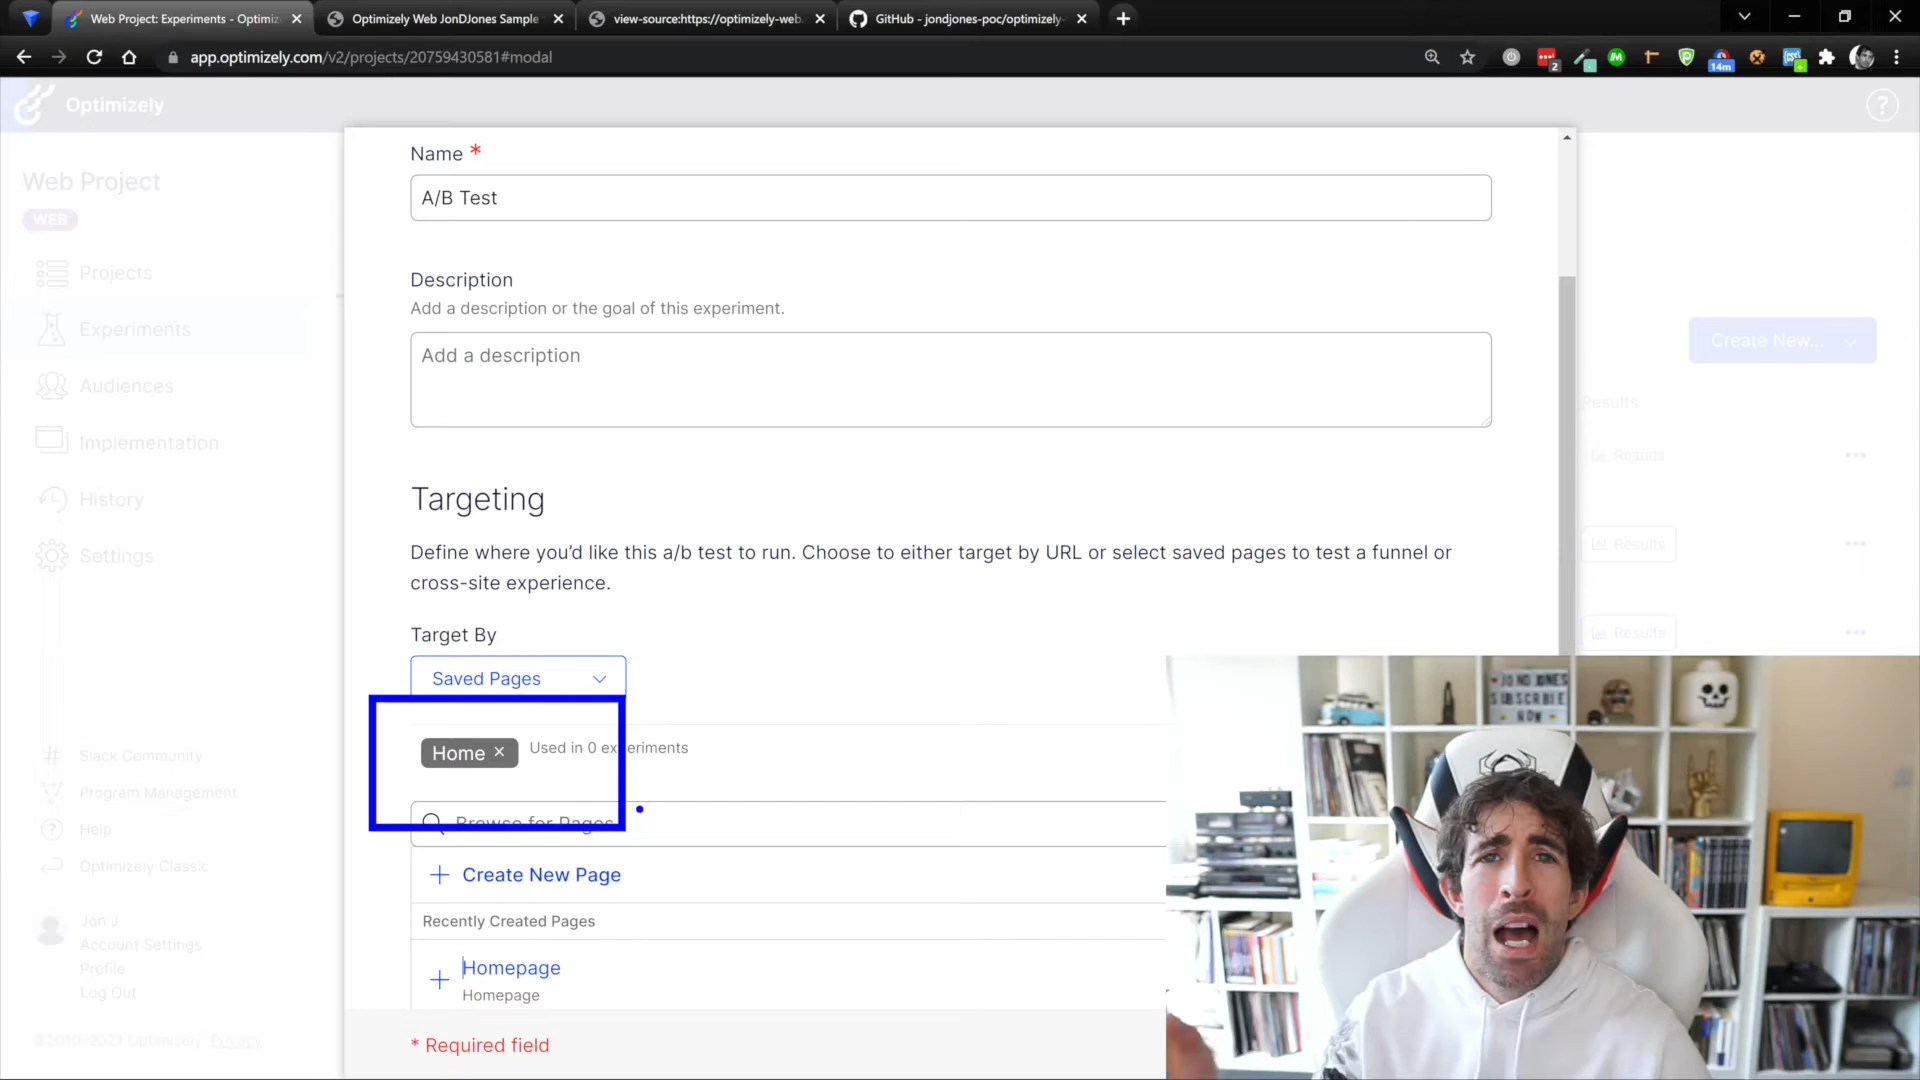 Web Project: Experiments - Optimiz
Optimizely Web JonDJones Sample
view-source:https://optimizely-web.
GitHub - jondjones-poc/optimizely-
app.optimizely.com/v2/projects/20759430581#modal
2
14m
Optimizely
?
Web Project
WEB
Projects
Experiments
Audiences
Implementation
History
Settings
Slack Community
Program Management
Help
Optimizely Classic
Jon J
Account Settings
Profile
Log Out
©2010-2021 Optimizely. Privacy
Name *
A/B Test
Description
Add a description or the goal of this experiment.
Add a description
Targeting
Define where you’d like this a/b test to run. Choose to either target by URL or select saved pages to test a funnel or
cross-site experience.
Target By
Saved Pages
Home × Used in 0 experiments
Browse for Pages
Create New Page
Recently Created Pages
Homepage
Homepage
* Required field
Create New...
Results
Results
Results
Results
JON D JONES
SUBSCRBIE
NOW